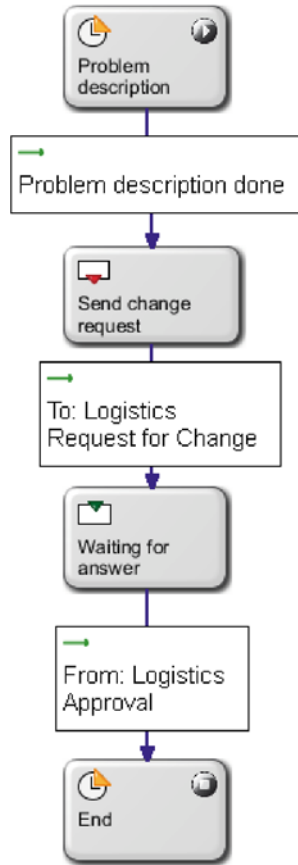 Problem
description
Problem description done
Send change
request
To: Logistics
Request for Change
Waiting for
answer
From: Logistics
Approval
End